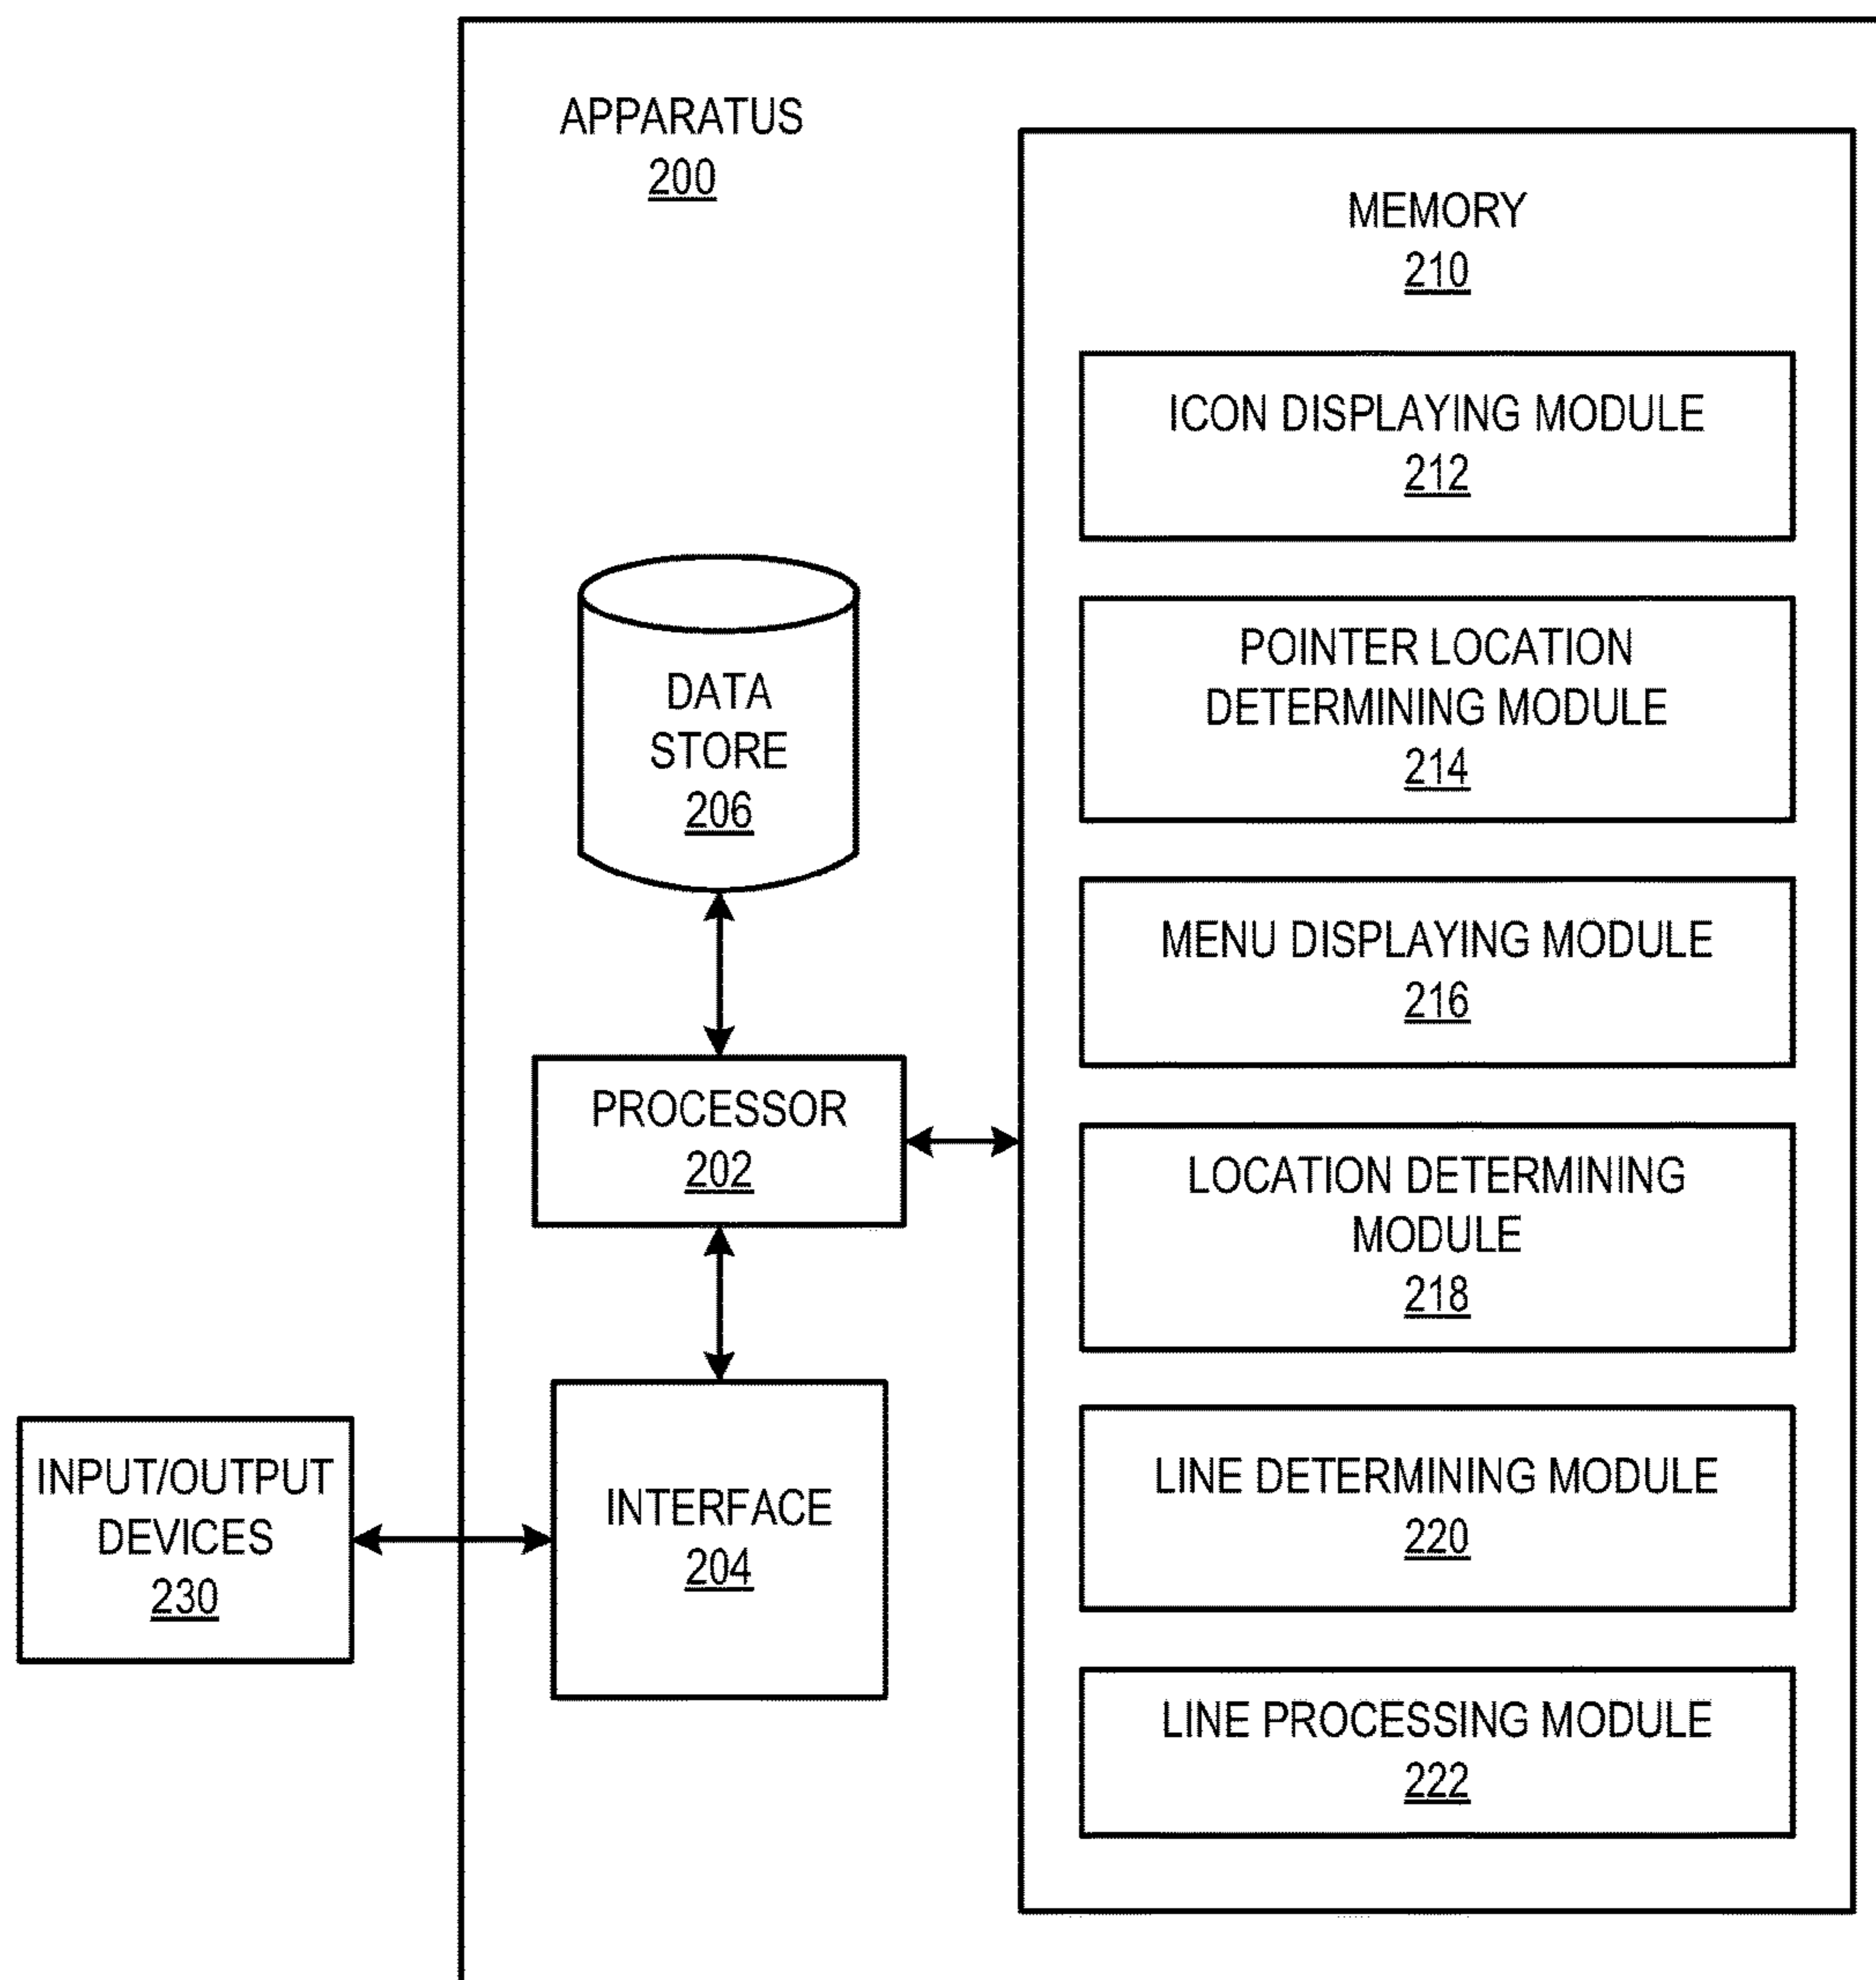 APPARATUS
200
MEMORY
210
ICON DISPLAYING MODULE
212
POINTER LOCATION
DETERMINING MODULE
214
MENU DISPLAYING MODULE
216
LOCATION DETERMINING
MODULE
218
LINE DETERMINING MODULE
220
LINE PROCESSING MODULE
222
DATA
STORE
206
PROCESSOR
202
INTERFACE
204
INPUT/OUTPUT
DEVICES
230